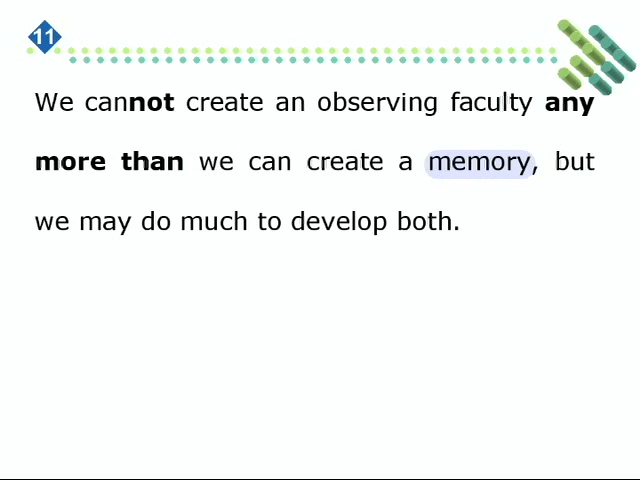 11
We cannot create an observing faculty any
more than we can create a memory, but
we may do much to develop both.